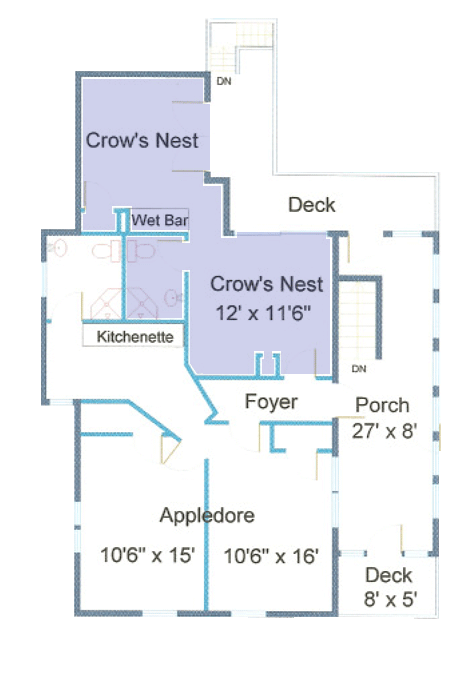 DN
Crow's Nest
Deck
Wet Bar
Crow's Nest
12' x 11'6"
Kitchenette
DN
Foyer
Porch
27' x 8'
Appledore
10'6" x 15'
10'6" x 16'
Deck
8' x 5'